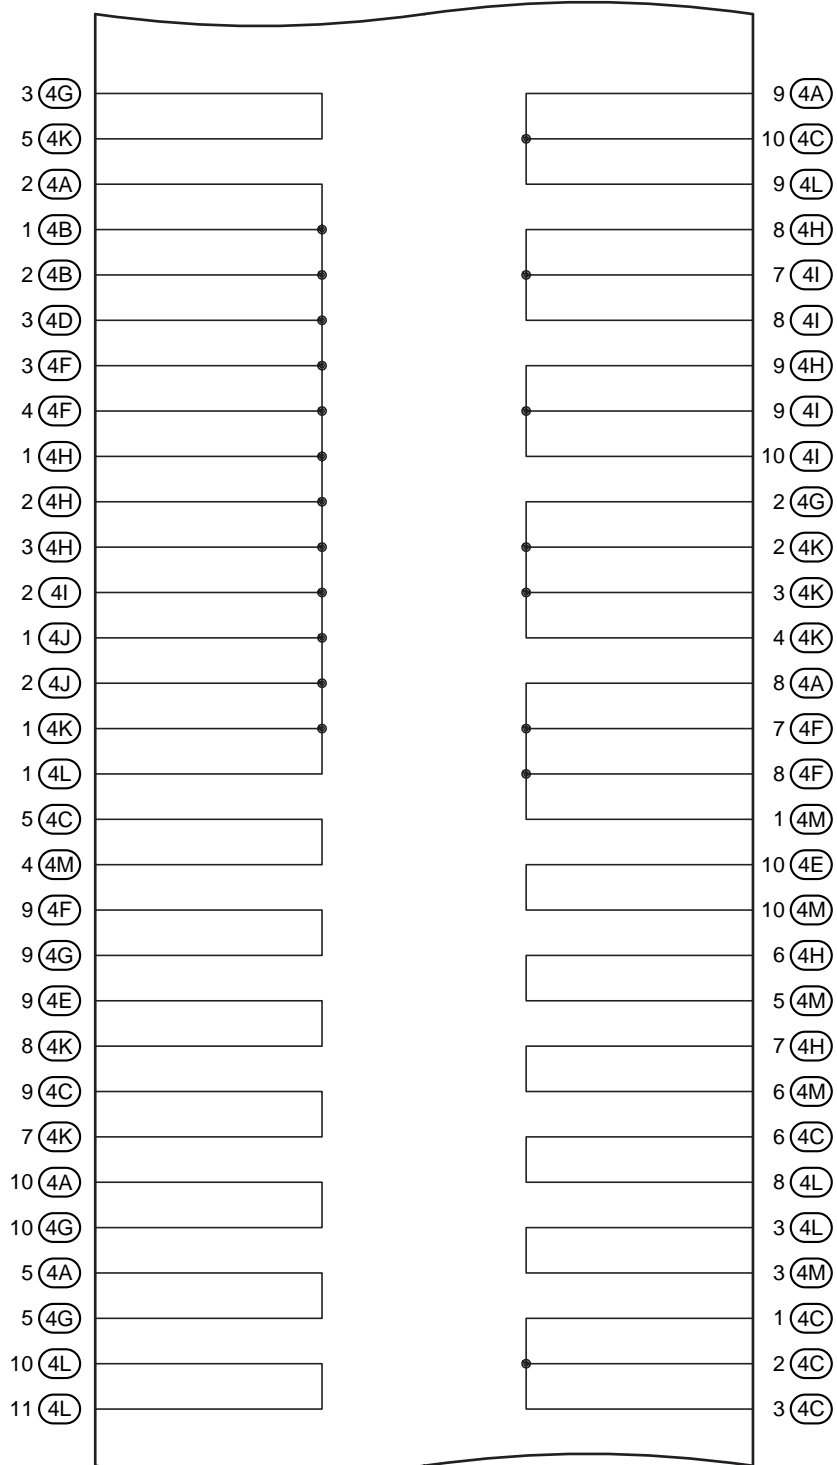 3 4G 9 4A
5 4K 10 4C
2 4A 9 4L
1 4B 8 4H
2 4B 7 4I
3 4D 8 4I
3 4F 9 4H
4 4F 9 4I
1 4H 10 4I
2 4H 2 4G
3 4H 2 4K
2 4I 3 4K
1 4J 4 4K
2 4J 8 4A
1 4K 7 4F
1 4L 8 4F
5 4C 1 4M
4 4M 10 4E
9 4F 10 4M
9 4G 6 4H
9 4E 5 4M
8 4K 7 4H
9 4C 6 4M
7 4K 6 4C
10 4A 8 4L
10 4G 3 4L
5 4A 3 4M
5 4G 1 4C
10 4L 2 4C
11 4L 3 4C